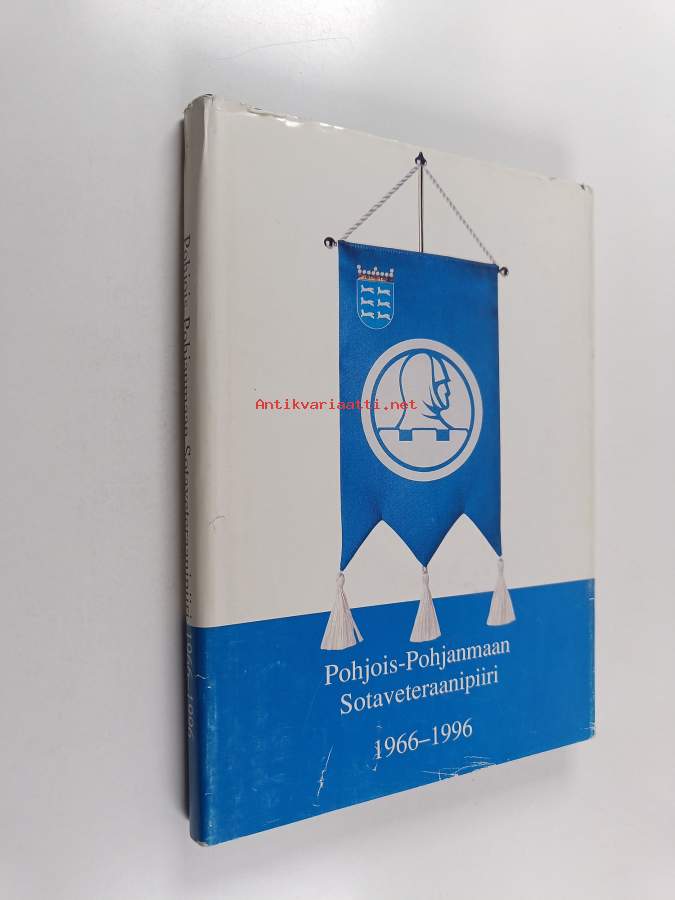 Pohjois-Pohjanmaan Sotaveteraanipiiri 1966–1996
Antikvariaatti.net
Pohjois-Pohjanmaan
Sotaveteraanipiiri
1966–1996